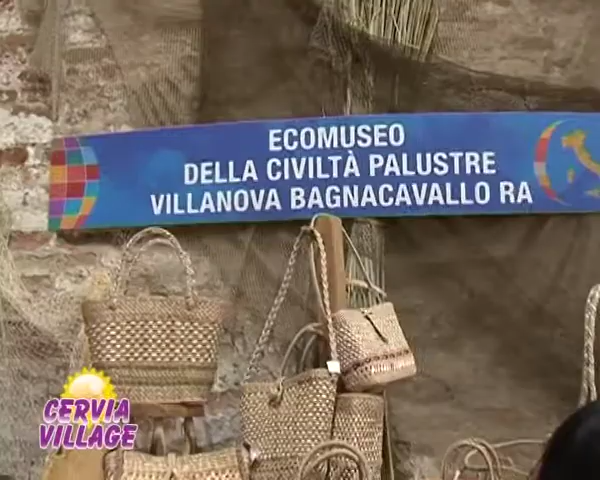 ECOMUSEO
DELLA CIVILTÀ PALUSTRE
VILLANOVA BAGNACAVALLO RA
CERVIA
VILLAGE